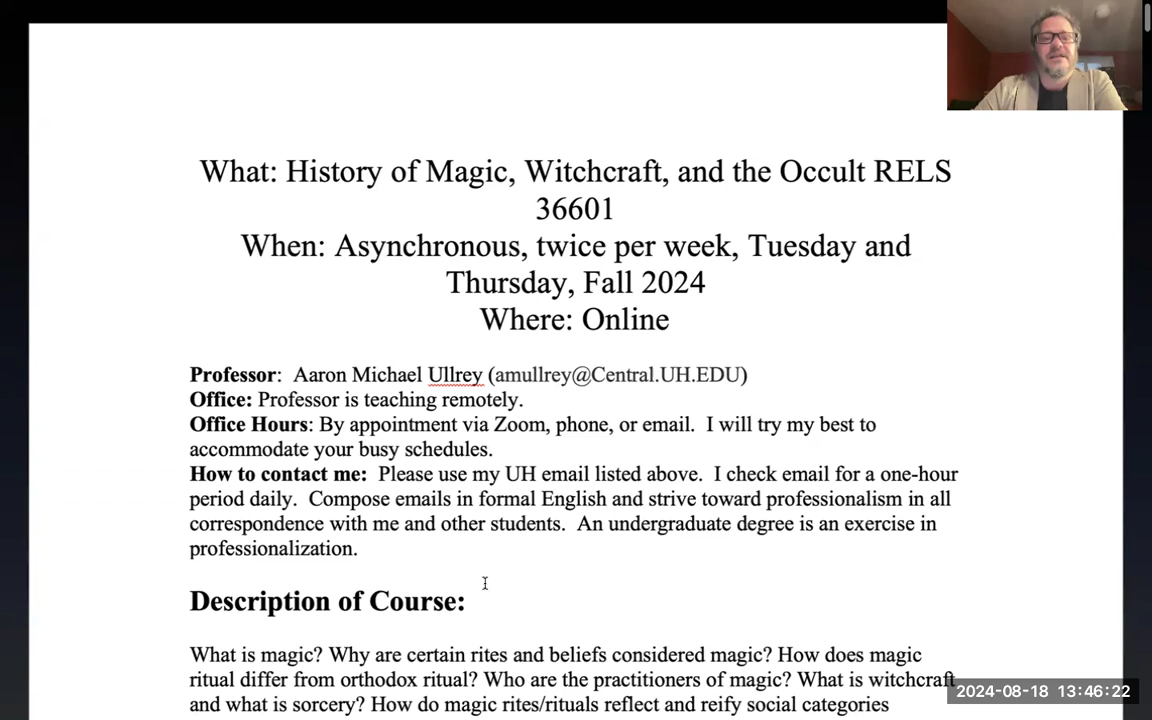 What: History of Magic, Witchcraft, and the Occult RELS
36601
When: Asynchronous, twice per week, Tuesday and
Thursday, Fall 2024
Where: Online
Professor:  Aaron Michael Ullrey (amullrey@Central.UH.EDU)
Office: Professor is teaching remotely.
Office Hours: By appointment via Zoom, phone, or email.  I will try my best to
accommodate your busy schedules.
How to contact me:  Please use my UH email listed above.  I check email for a one-hour
period daily.  Compose emails in formal English and strive toward professionalism in all
correspondence with me and other students.  An undergraduate degree is an exercise in
professionalization.
Description of Course:
What is magic? Why are certain rites and beliefs considered magic? How does magic
ritual differ from orthodox ritual? Who are the practitioners of magic? What is witchcraft
and what is sorcery? How do magic rites/rituals reflect and reify social categories
2024-08-18 13:46:22